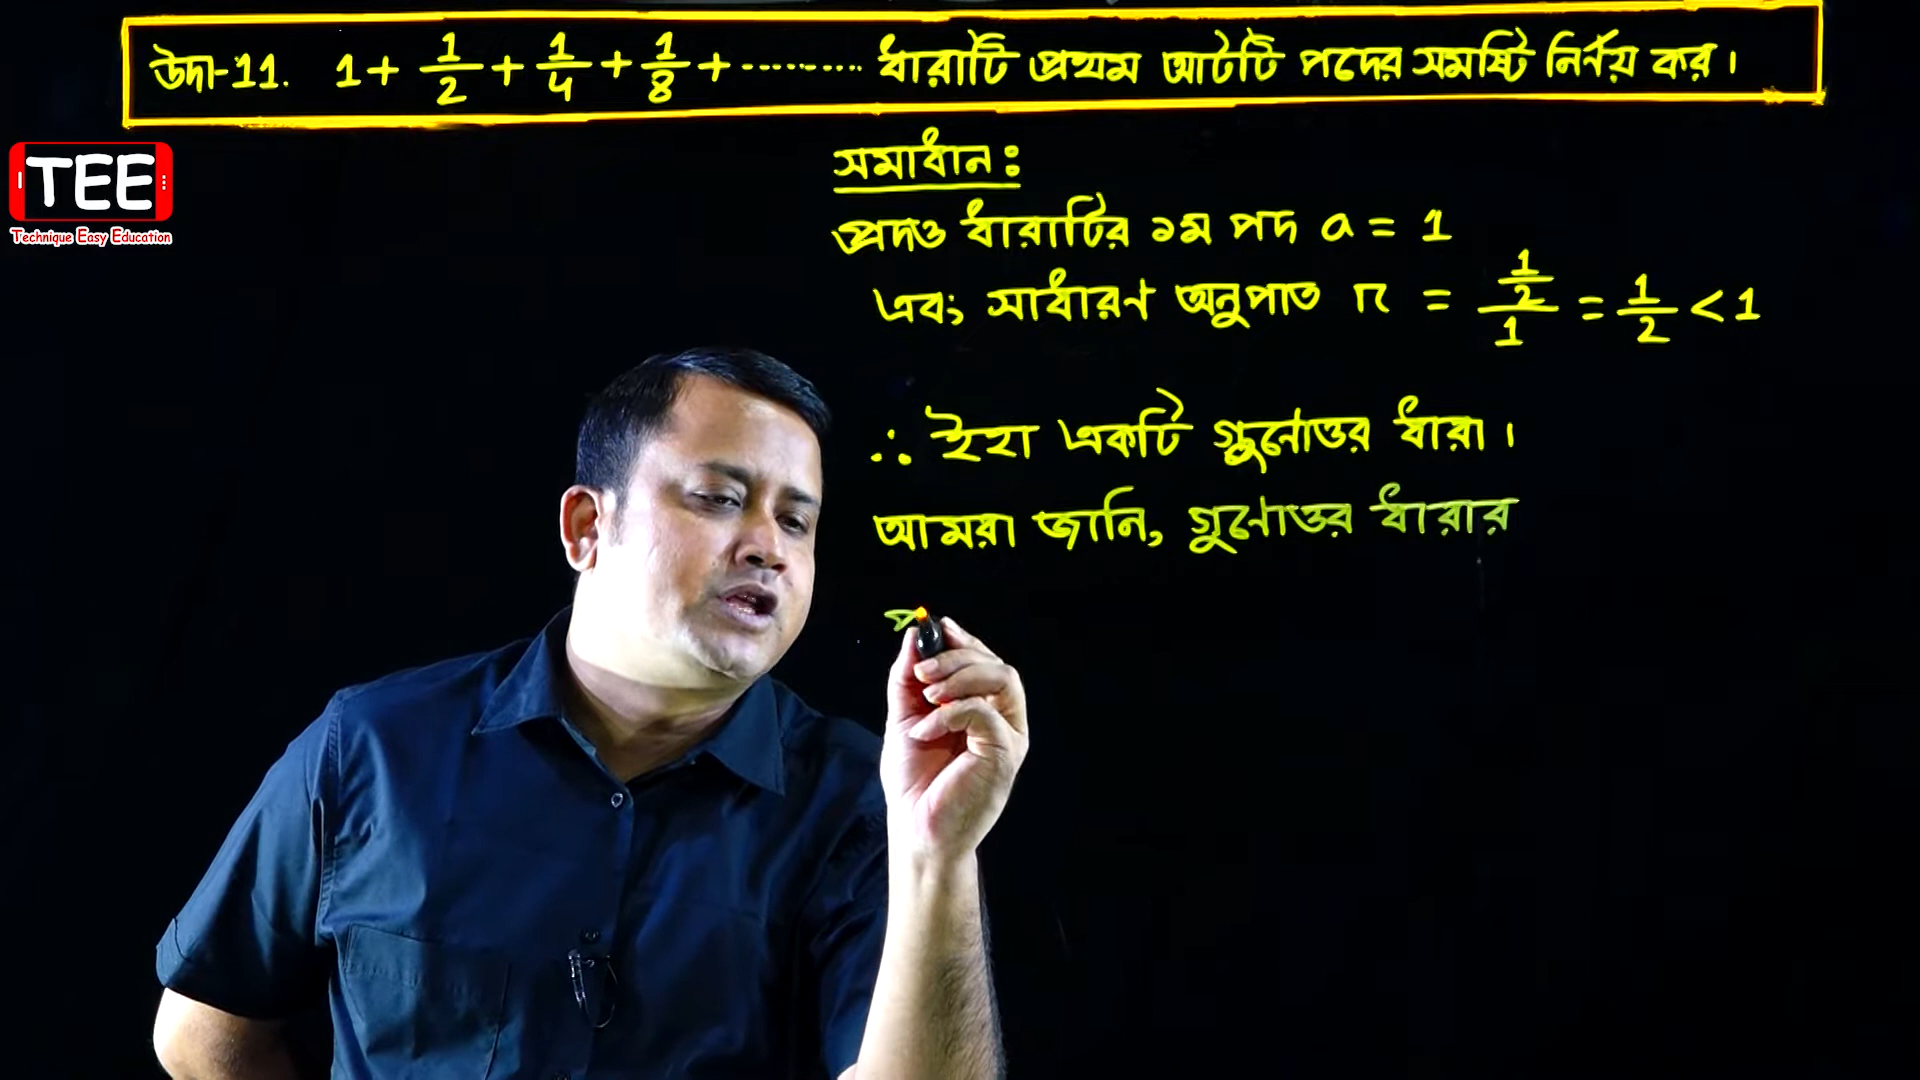 উদা-11. 1 + 1/2 + 1/4 + 1/8 + ......... ধারাটি প্রথম আটটি পদের সমষ্টি নির্ণয় কর।
TEE
Technique Easy Education
সমাধান :
প্রদত্ত ধারাটির ১ম পদ a = 1
এবং সাধারণ অনুপাত r = (1/2)/1 = 1/2 < 1
∴ ইহা একটি গুনোত্তর ধারা।
আমরা জানি, গুনোত্তর ধারার